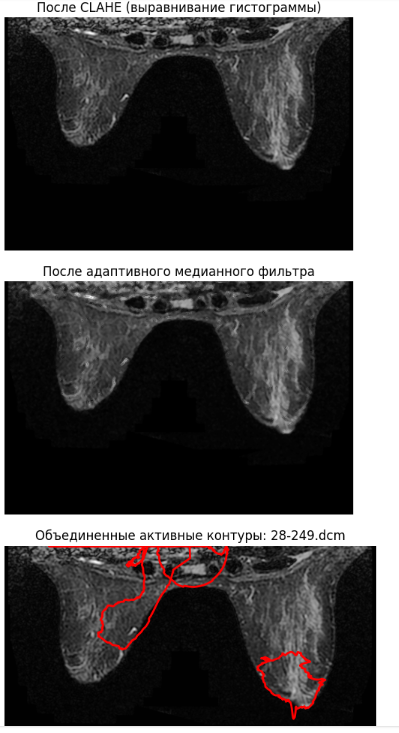 После CLAHE (выравнивание гистограммы)
После адаптивного медианного фильтра
Объединенные активные контуры: 28-249.dcm